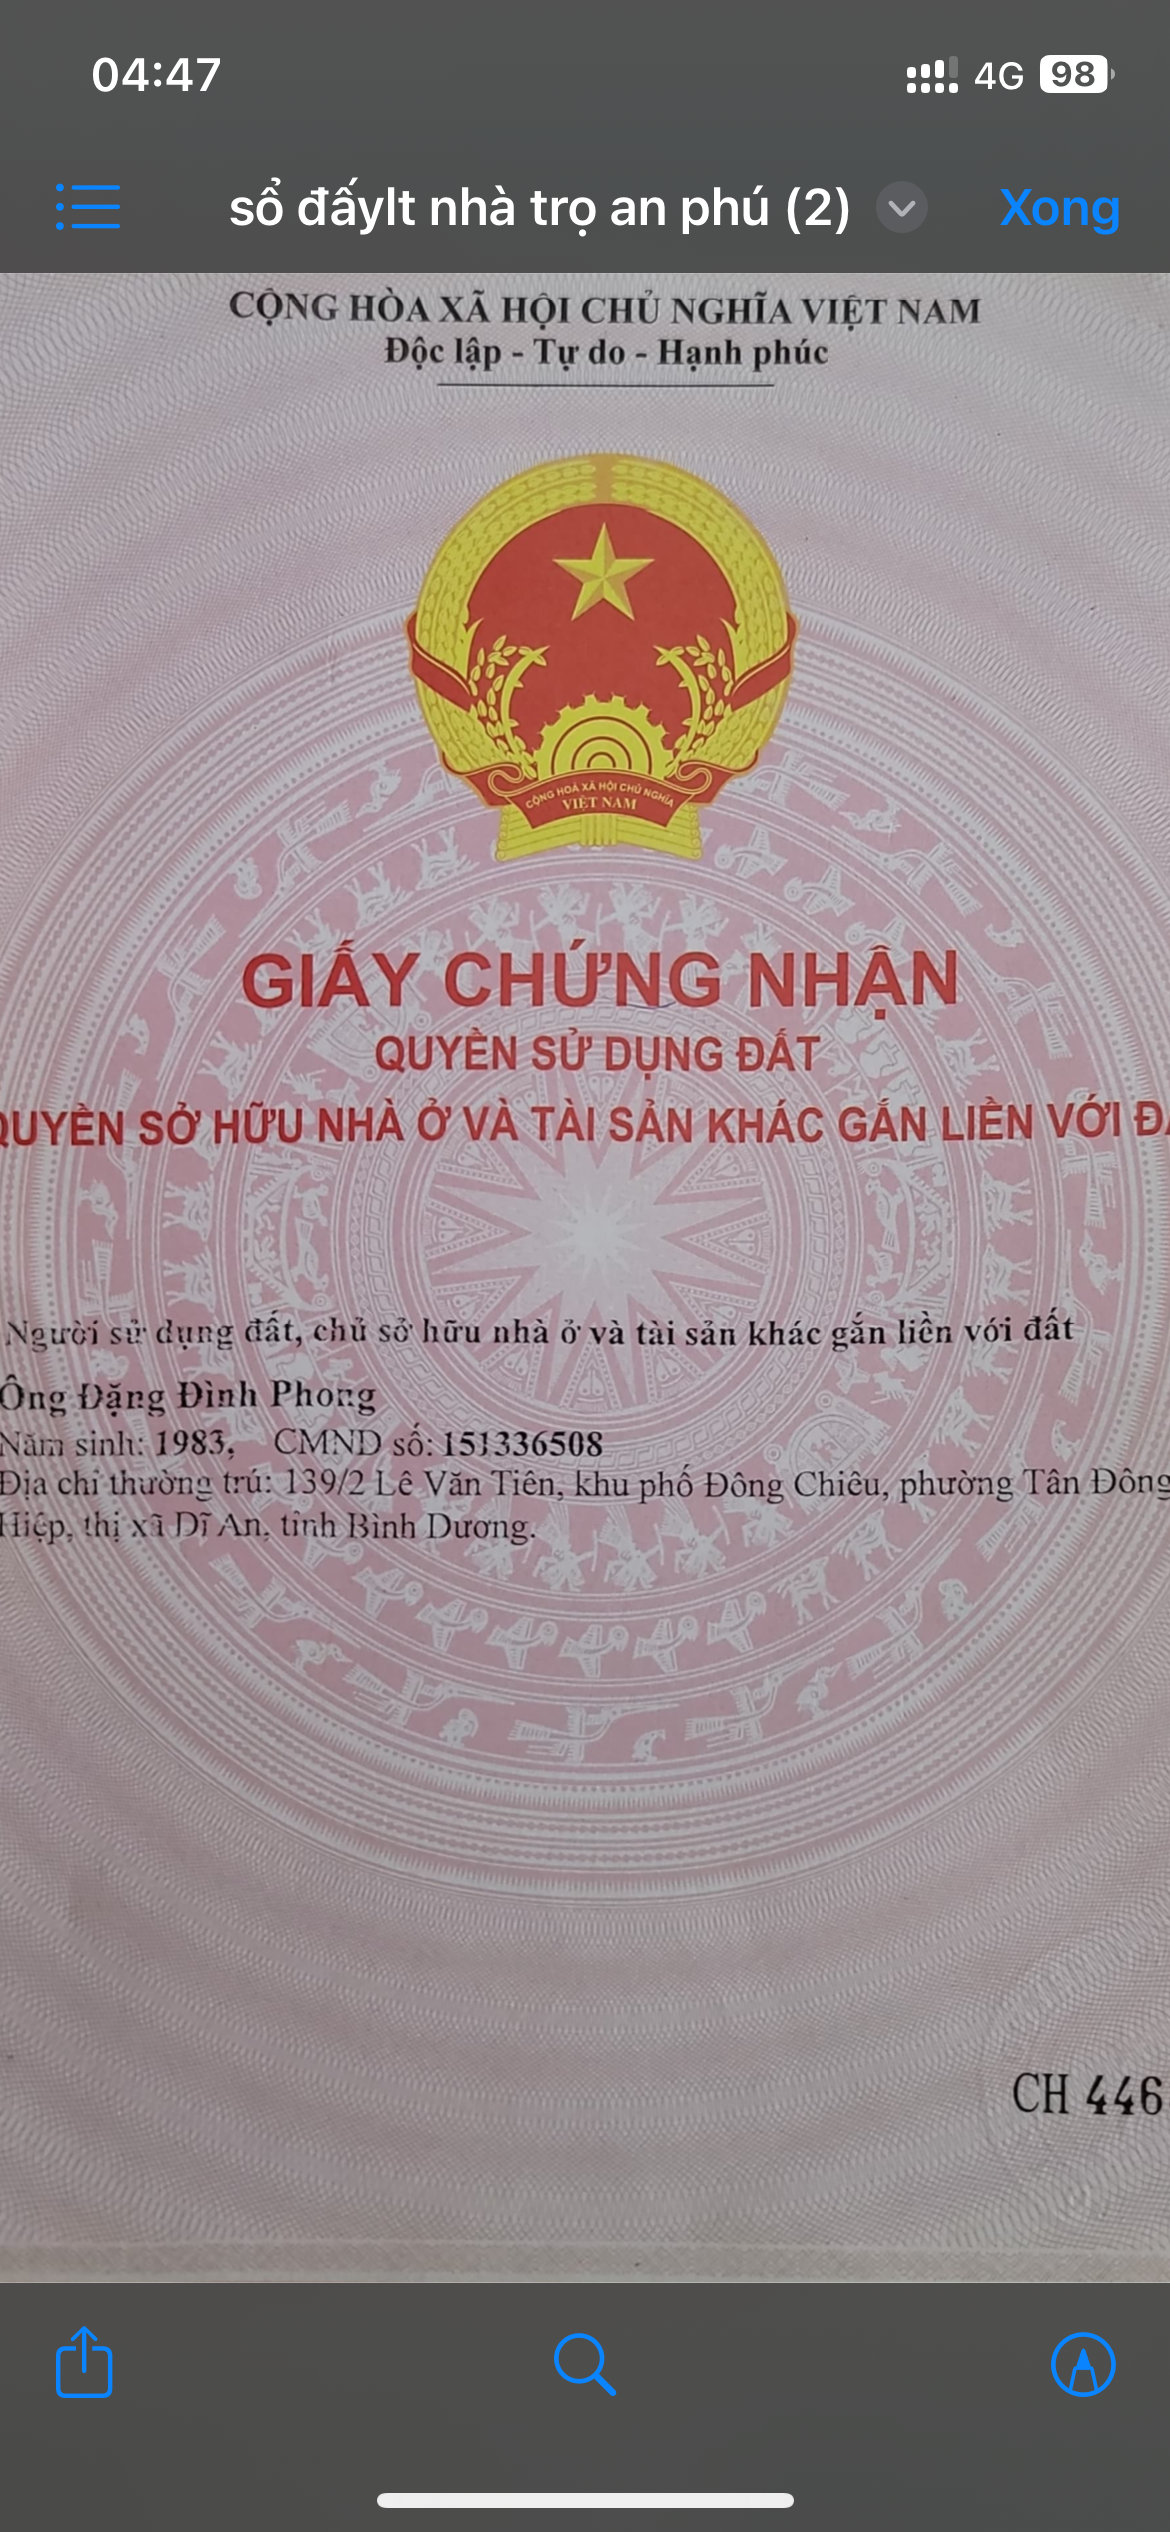 04:47
4G 98
sổ đấylt nhà trọ an phú (2)
Xong
CỘNG HÒA XÃ HỘI CHỦ NGHĨA VIỆT NAM
Độc lập - Tự do - Hạnh phúc
CỘNG HOÀ XÃ HỘI CHỦ NGHĨA
VIỆT NAM
GIẤY CHỨNG NHẬN
QUYỀN SỬ DỤNG ĐẤT
QUYỀN SỞ HỮU NHÀ Ở VÀ TÀI SẢN KHÁC GẮN LIỀN VỚI
Người sử dụng đất, chủ sở hữu nhà ở và tài sản khác gắn liền với đất
Ông Đặng Đình Phong
Năm sinh: 1983, CMND số: 151336508
Địa chỉ thường trú: 139/2 Lê Văn Tiên, khu phố Đông Chiêu, phường Tân Đông
Hiệp, thị xã Dĩ An, tỉnh Bình Dương.
CH 446